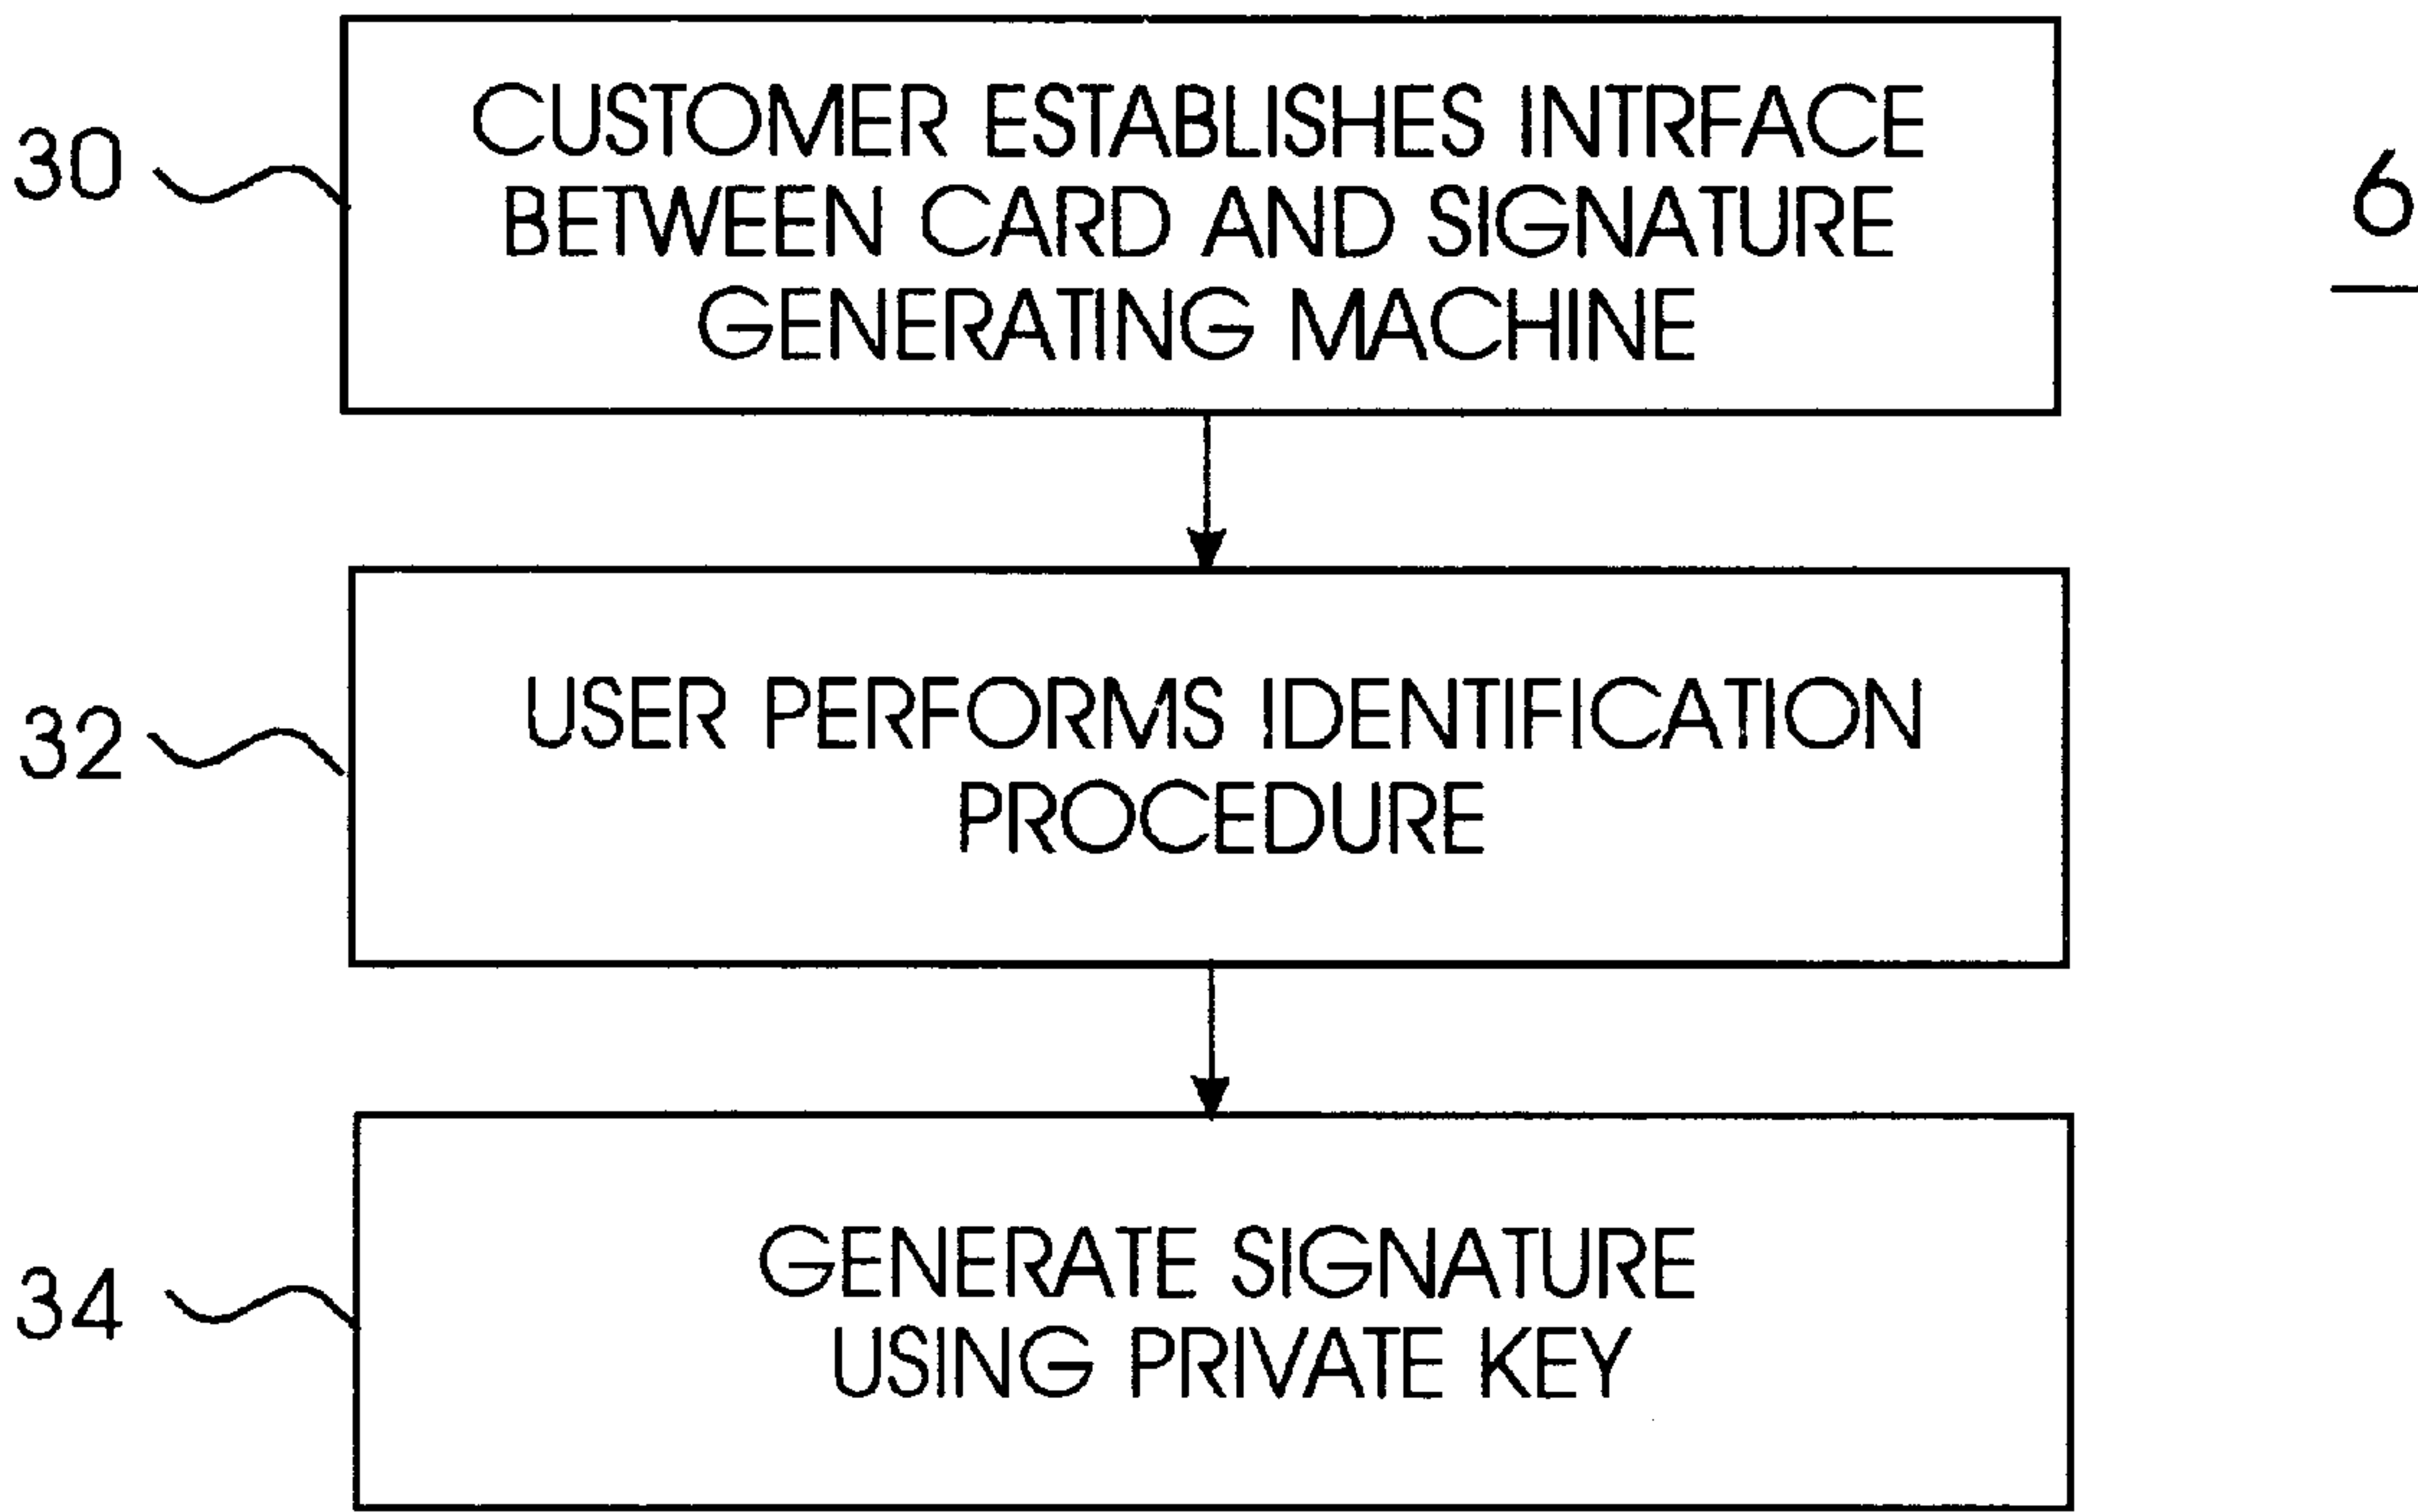 30
CUSTOMER ESTABLISHES INTRFACE
BETWEEN CARD AND SIGNATURE
GENERATING MACHINE
6
32
USER PERFORMS IDENTIFICATION
PROCEDURE
34
GENERATE SIGNATURE
USING PRIVATE KEY